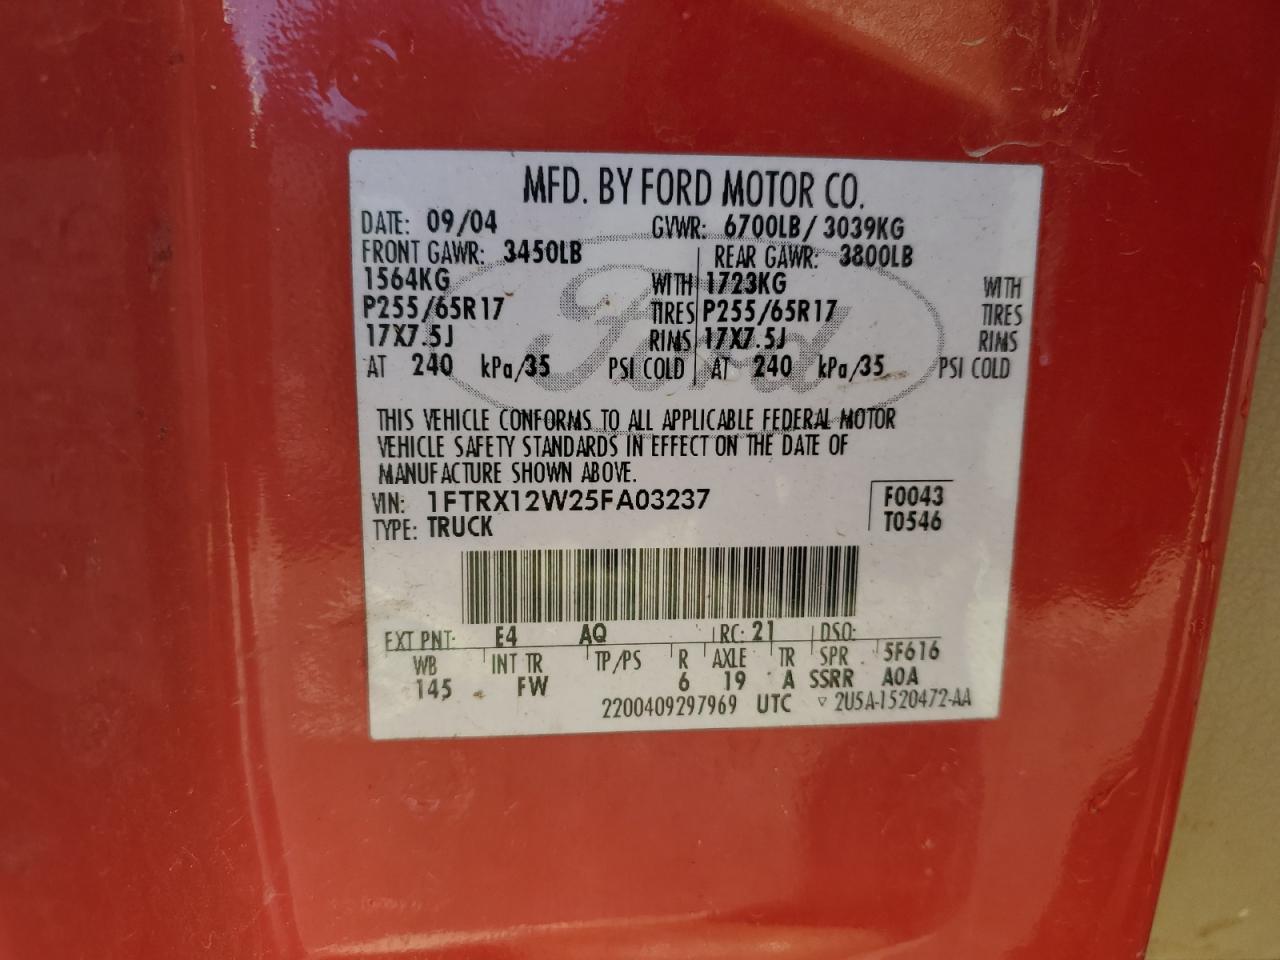 MFD. BY FORD MOTOR CO.
DATE: 09/04 GVWR: 6700LB/ 3039KG
FRONT GAWR: 3450LB REAR GAWR: 3800LB
1564KG WITH 1723KG WITH
P255/65R17 TIRES P255/65R17 TIRES
17X7.5J RIMS 17X7.5J RIMS
AT 240 kPa/35 PSI COLD AT 240 kPa/35 PSI COLD
Ford
THIS VEHICLE CONFORMS TO ALL APPLICABLE FEDERAL MOTOR
VEHICLE SAFETY STANDARDS IN EFFECT ON THE DATE OF
MANUFACTURE SHOWN ABOVE.
VIN: 1FTRX12W25FA03237 F0043
TYPE: TRUCK T0546
EXT PNT: E4 AQ RC: 21 DSO:
WB INT TR TP/PS R AXLE TR SPR 5F616
145 FW 6 19 A SSRR A0A
2200409297969 UTC ▽ 2U5A-1520472-AA